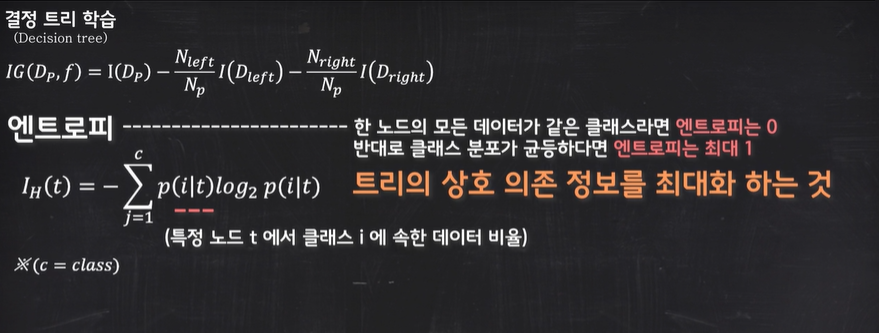 결정 트리 학습
(Decision tree)
IG(D_P, f) = I(D_P) − \frac{N_{left}}{N_p} I(D_{left}) − \frac{N_{right}}{N_p} I(D_{right})
엔트로피 ----------------------- 한 노드의 모든 데이터가 같은 클래스라면 엔트로피는 0
반대로 클래스 분포가 균등하다면 엔트로피는 최대 1
I_H(t) = − \sum_{j=1}^{c} p(i|t)log_2 p(i|t) 트리의 상호 의존 정보를 최대화 하는 것
(특정 노드 t 에서 클래스 i 에 속한 데이터 비율)
※(c = class)